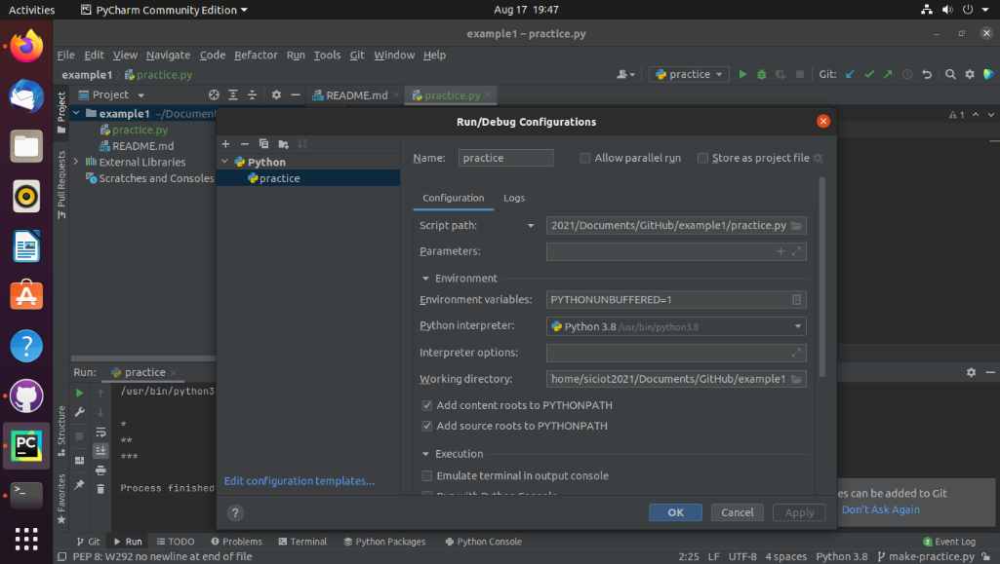 Activities PyCharm Community Edition Aug 17 19:47
example1 – practice.py
File Edit View Navigate Code Refactor Run Tools Git Window Help
example1 practice.py practice Git:
Project README.md practice.py
Project
example1 ~/Document
1
practice.py
README.md
External Libraries
Scratches and Consoles
Pull Requests
Run/Debug Configurations
Python
practice
Edit configuration templates...
Name: practice Allow parallel run Store as project file
Configuration Logs
Script path: 2021/Documents/GitHub/example1/practice.py
Parameters:
Environment
Environment variables: PYTHONUNBUFFERED=1
Python interpreter: Python 3.8 /usr/bin/python3.8
Interpreter options:
Working directory: home/siciot2021/Documents/GitHub/example1
Add content roots to PYTHONPATH
Add source roots to PYTHONPATH
Execution
Emulate terminal in output console
Run with Python Console
? OK Cancel Apply
Run: practice
/usr/bin/python3
*
**
***
Process finished
Structure
Favorites
es can be added to Git
Don't Ask Again
Git Run TODO Problems Terminal Python Packages Python Console 2 Event Log
PEP 8: W292 no newline at end of file 2:25 LF UTF-8 4 spaces Python 3.8 make-practice.py